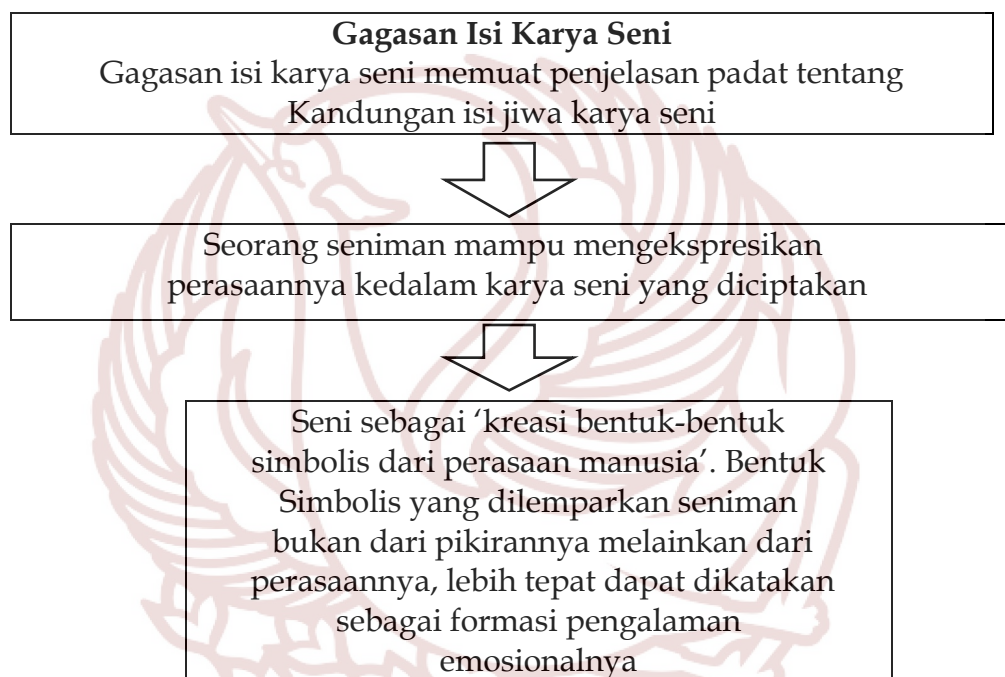 Gagasan Isi Karya Seni
Gagasan isi karya seni memuat penjelasan padat tentang
Kandungan isi jiwa karya seni
Seorang seniman mampu mengekspresikan
perasaannya kedalam karya seni yang diciptakan
Seni sebagai ‘kreasi bentuk-bentuk
simbolis dari perasaan manusia’. Bentuk
Simbolis yang dilemparkan seniman
bukan dari pikirannya melainkan dari
perasaannya, lebih tepat dapat dikatakan
sebagai formasi pengalaman
emosionalnya